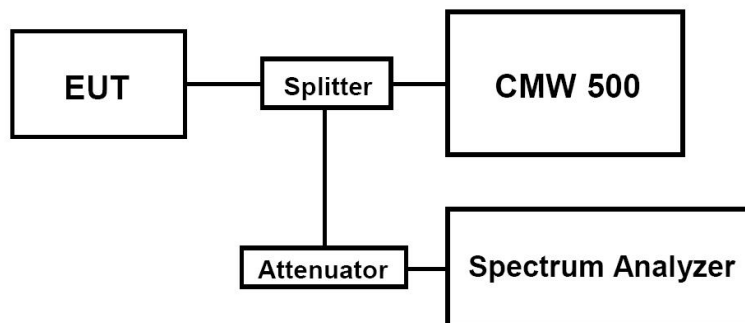 EUT
Splitter
CMW 500
Attenuator
Spectrum Analyzer